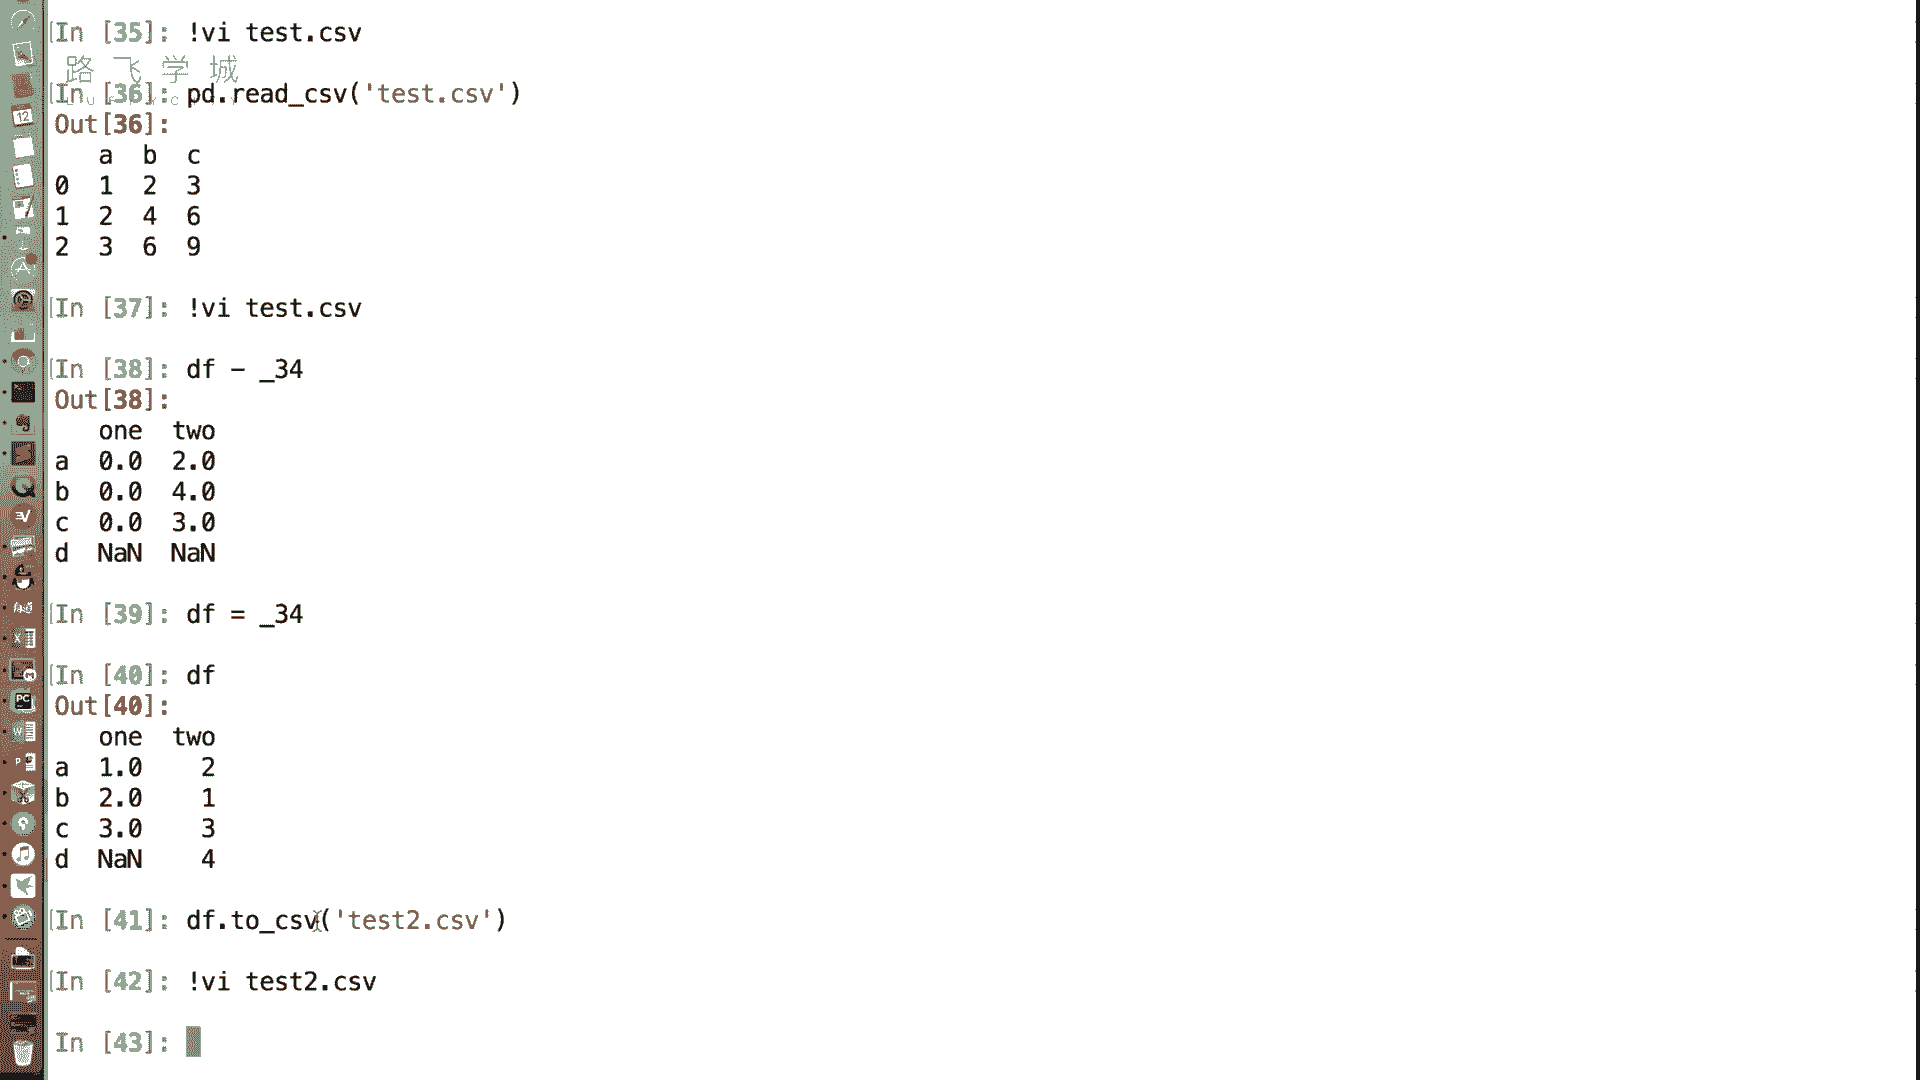 In [35]: !vi test.csv
路飞学城
In [36]: pd.read_csv('test.csv')
Out[36]:
a b c
0 1 2 3
1 2 4 6
2 3 6 9
In [37]: !vi test.csv
In [38]: df - _34
Out[38]:
one two
a 0.0 2.0
b 0.0 4.0
c 0.0 3.0
d NaN NaN
In [39]: df = _34
In [40]: df
Out[40]:
one two
a 1.0 2
b 2.0 1
c 3.0 3
d NaN 4
In [41]: df.to_csv('test2.csv')
In [42]: !vi test2.csv
In [43]: